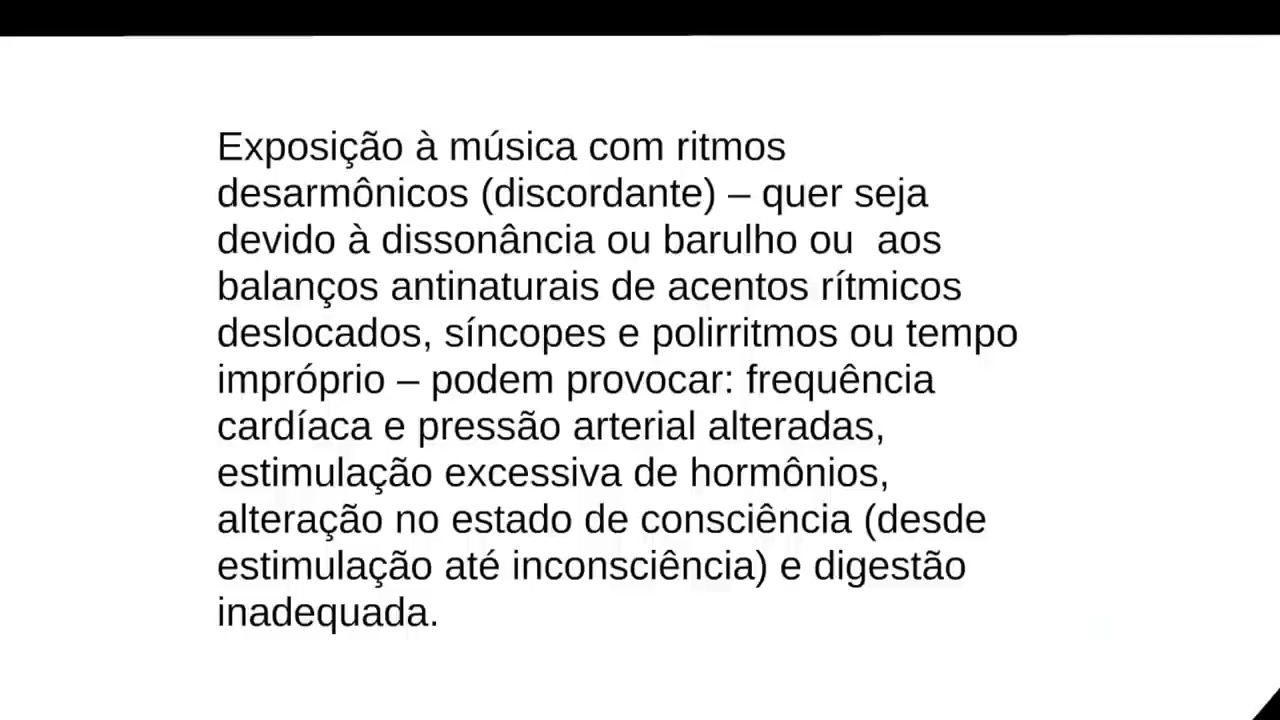 Exposição à música com ritmos
desarmônicos (discordante) – quer seja
devido à dissonância ou barulho ou  aos
balanços antinaturais de acentos rítmicos
deslocados, síncopes e polirritmos ou tempo
impróprio – podem provocar: frequência
cardíaca e pressão arterial alteradas,
estimulação excessiva de hormônios,
alteração no estado de consciência (desde
estimulação até inconsciência) e digestão
inadequada.